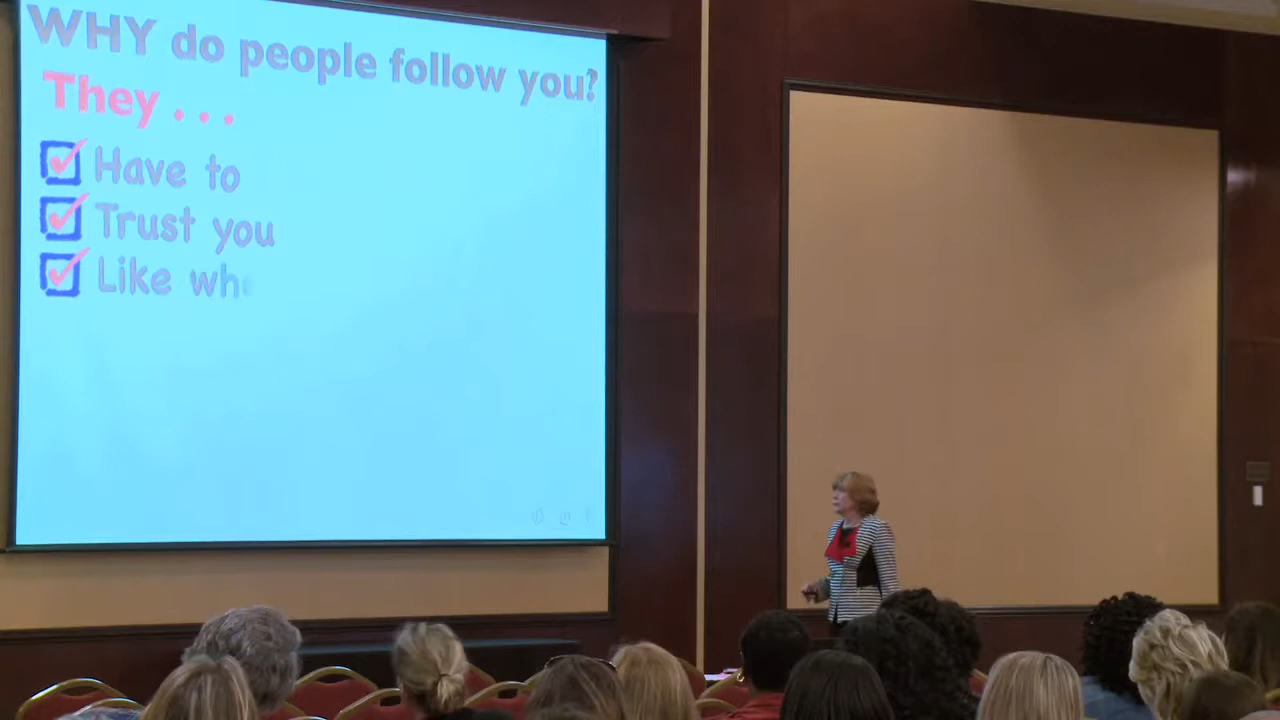 WHY do people follow you?
They . . .
Have to
Trust you
Like